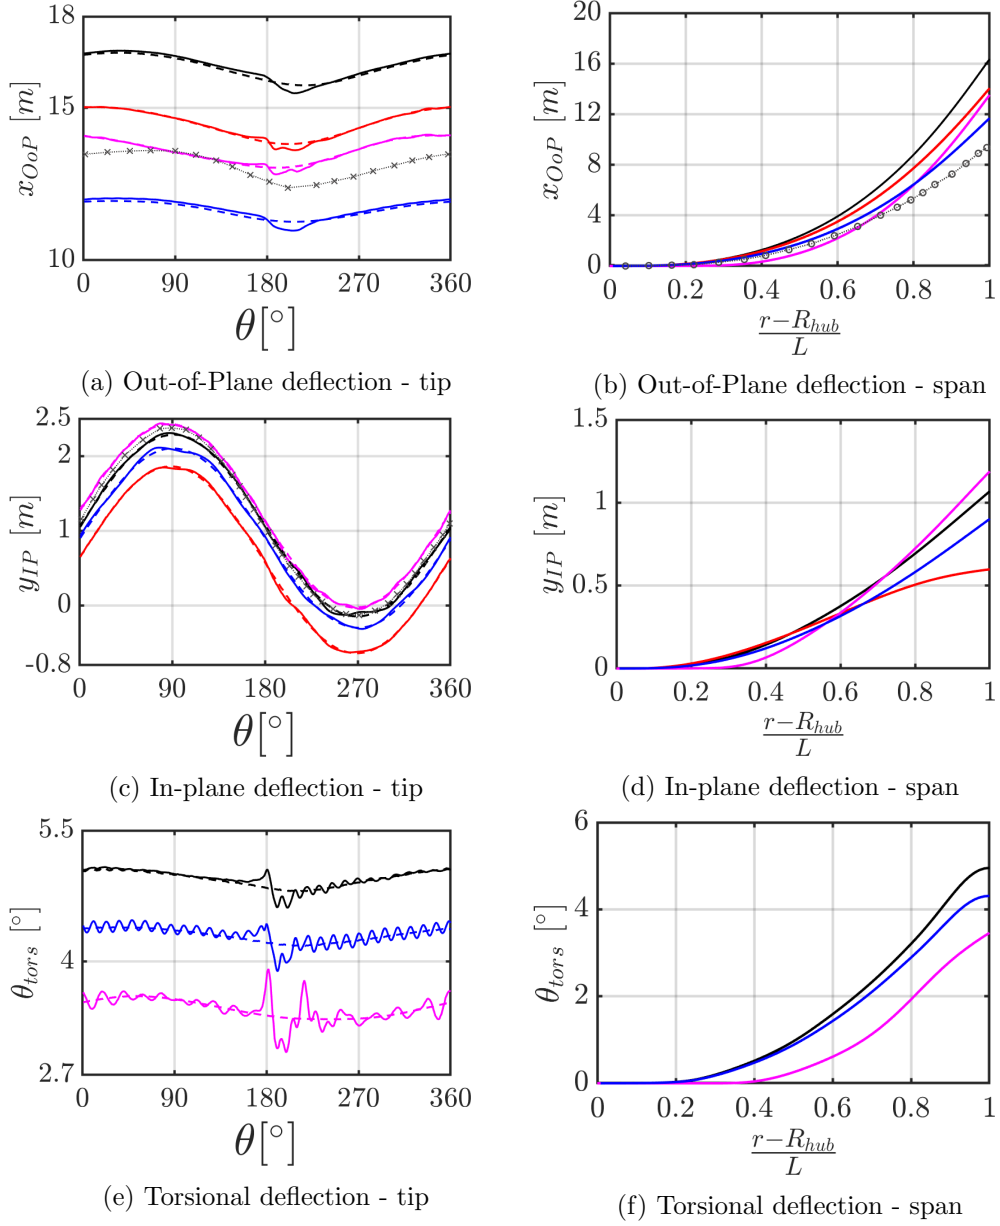 18
15
10
x_{OoP} [m]
0 90 180 270 360
θ[°]
(a) Out-of-Plane deflection - tip
20
16
12
8
4
0
x_{OoP} [m]
0 0.2 0.4 0.6 0.8 1
r−R_{hub}
L
(b) Out-of-Plane deflection - span
2.5
2
1
0
-0.8
y_{IP} [m]
0 90 180 270 360
θ[°]
(c) In-plane deflection - tip
1.5
1
0.5
0
y_{IP} [m]
0 0.2 0.4 0.6 0.8 1
r−R_{hub}
L
(d) In-plane deflection - span
5.5
4
2.7
θ_{tors} [°]
0 90 180 270 360
θ[°]
(e) Torsional deflection - tip
6
4
2
0
θ_{tors} [°]
0 0.2 0.4 0.6 0.8 1
r−R_{hub}
L
(f) Torsional deflection - span